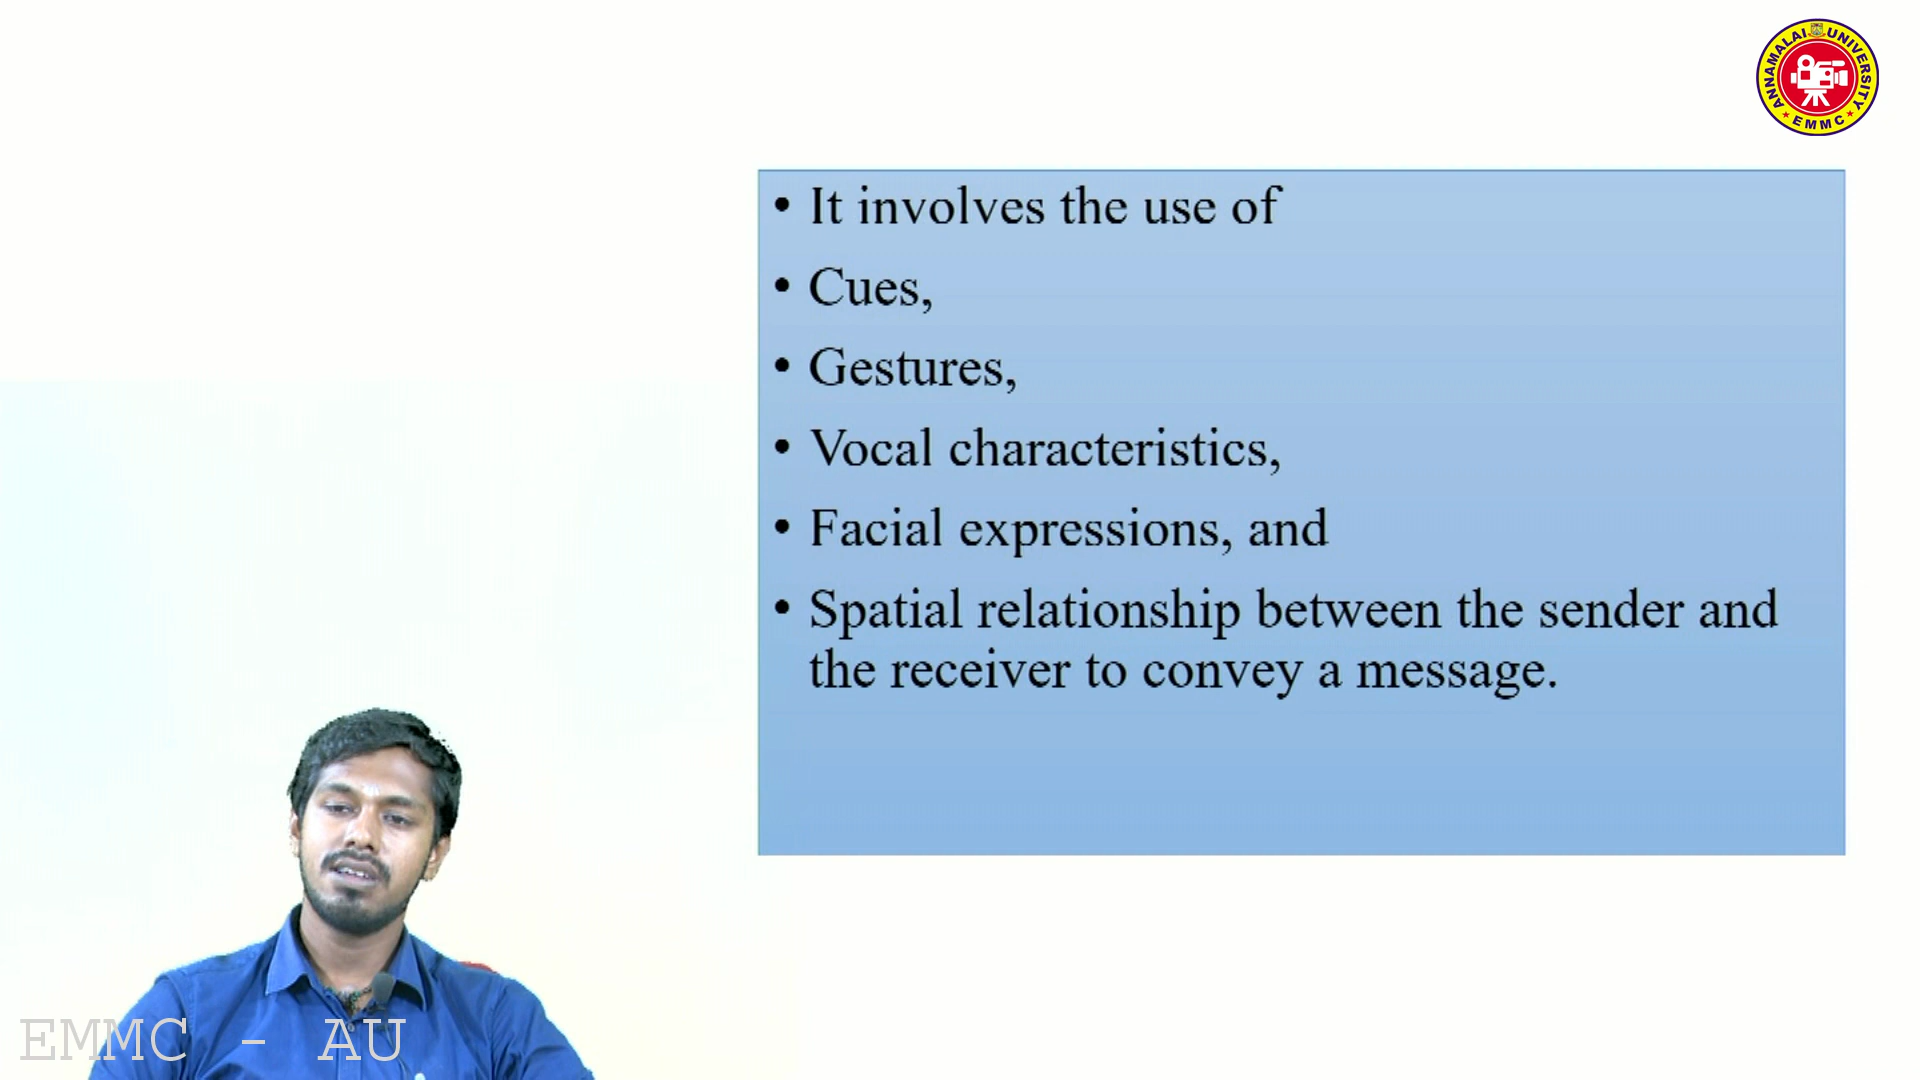 ANNAMALAI UNIVERSITY
EMMC
• It involves the use of
• Cues,
• Gestures,
• Vocal characteristics,
• Facial expressions, and
• Spatial relationship between the sender and
the receiver to convey a message.
EMMC - AU